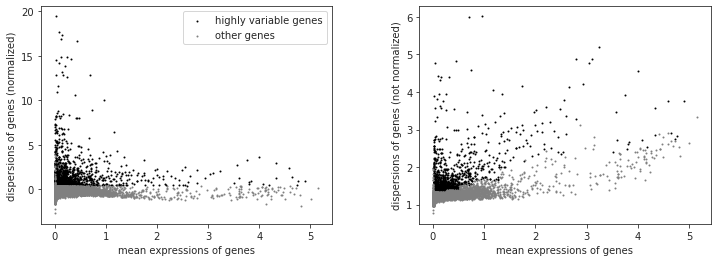 dispersions of genes (normalized)
20
15
10
5
0
highly variable genes
other genes
0 1 2 3 4 5
mean expressions of genes
dispersions of genes (not normalized)
6
5
4
3
2
1
0 1 2 3 4 5
mean expressions of genes